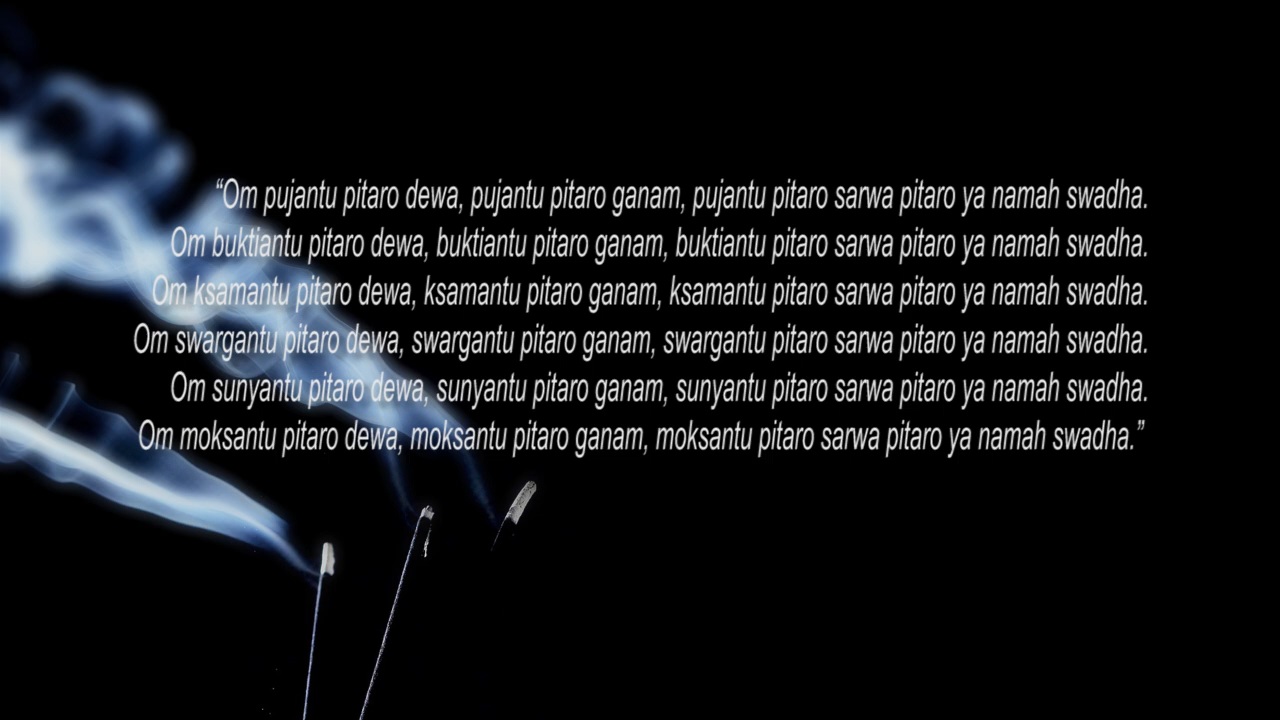 “Om pujantu pitaro dewa, pujantu pitaro ganam, pujantu pitaro sarwa pitaro ya namah swadha.
Om buktiantu pitaro dewa, buktiantu pitaro ganam, buktiantu pitaro sarwa pitaro ya namah swadha.
Om ksamantu pitaro dewa, ksamantu pitaro ganam, ksamantu pitaro sarwa pitaro ya namah swadha.
Om swargantu pitaro dewa, swargantu pitaro ganam, swargantu pitaro sarwa pitaro ya namah swadha.
Om sunyantu pitaro dewa, sunyantu pitaro ganam, sunyantu pitaro sarwa pitaro ya namah swadha.
Om moksantu pitaro dewa, moksantu pitaro ganam, moksantu pitaro sarwa pitaro ya namah swadha.”